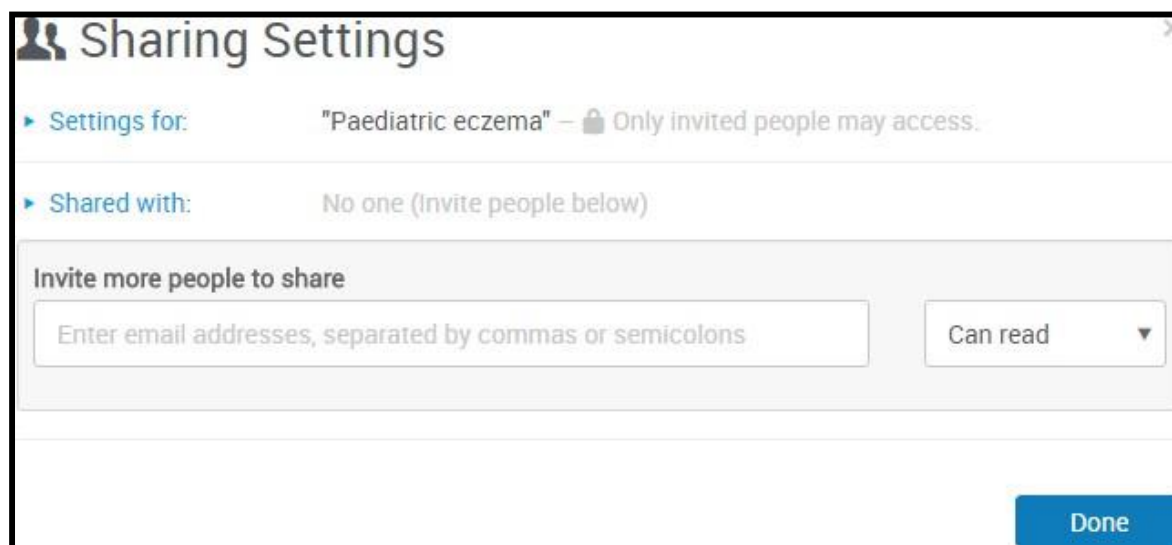 Sharing Settings
Settings for: "Paediatric eczema" – Only invited people may access.
Shared with: No one (Invite people below)
Invite more people to share
Enter email addresses, separated by commas or semicolons Can read
Done